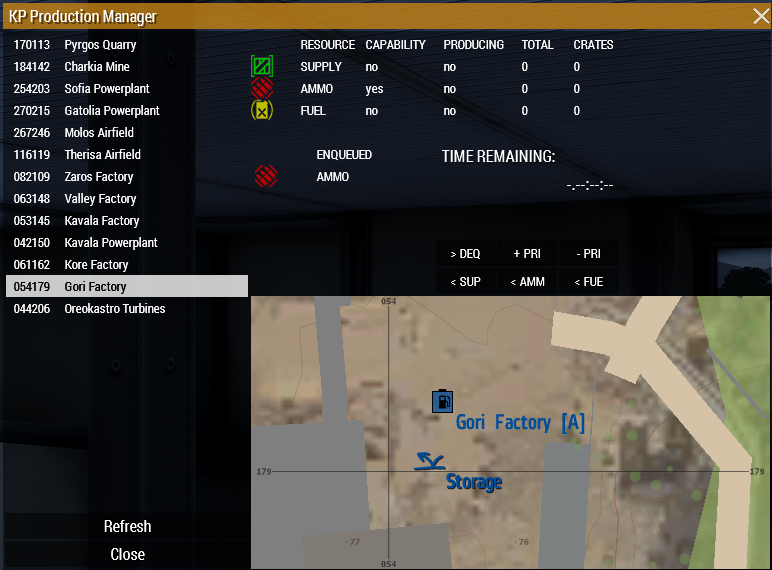 KP Production Manager
170113 Pyrgos Quarry
184142 Charkia Mine
254203 Sofia Powerplant
270215 Gatolia Powerplant
267246 Molos Airfield
116119 Therisa Airfield
082109 Zaros Factory
063148 Valley Factory
053145 Kavala Factory
042150 Kavala Powerplant
061162 Kore Factory
054179 Gori Factory
044206 Oreokastro Turbines
Refresh
Close
RESOURCE CAPABILITY PRODUCING TOTAL CRATES
SUPPLY no no 0 0
AMMO yes no 0 0
FUEL no no 0 0
ENQUEUED TIME REMAINING:
AMMO
-.--:--:--
> DEQ + PRI - PRI
< SUP < AMM < FUE
054
Gori Factory [A]
179 179
Storage
-77 -76
054